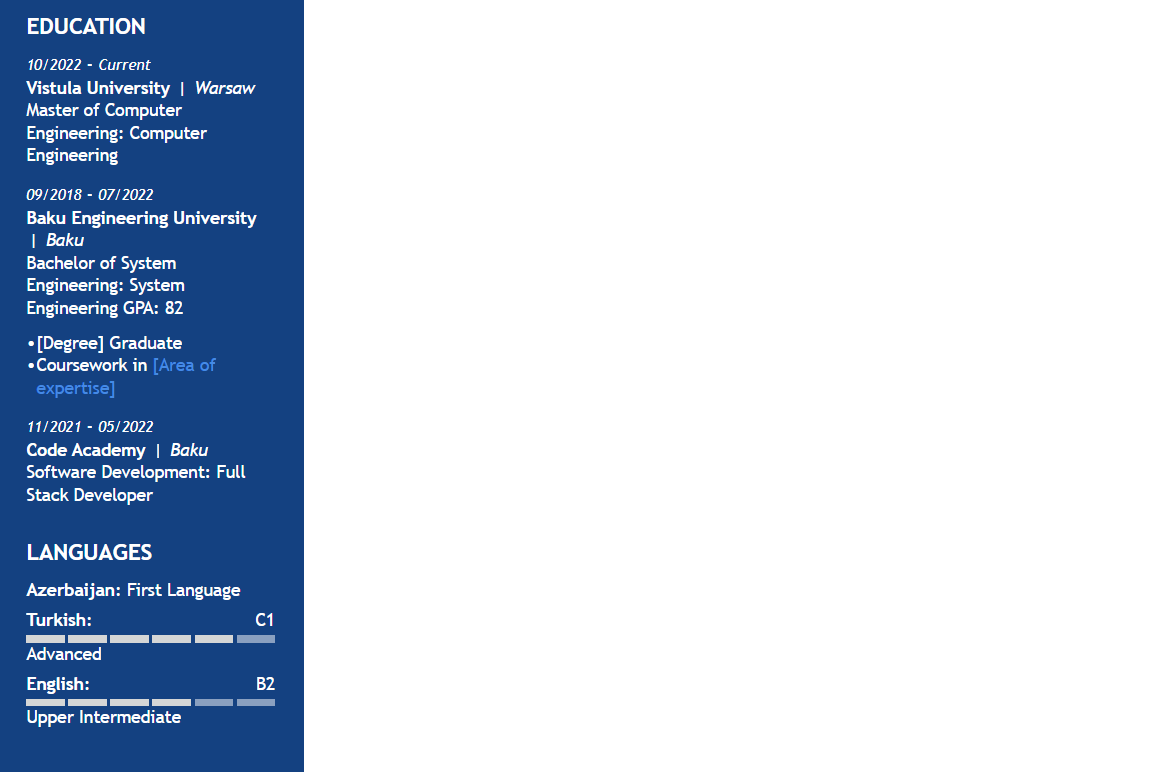 EDUCATION
10/2022 - Current
Vistula University | Warsaw
Master of Computer
Engineering: Computer
Engineering
09/2018 - 07/2022
Baku Engineering University
| Baku
Bachelor of System
Engineering: System
Engineering GPA: 82
•[Degree] Graduate
•Coursework in [Area of
expertise]
11/2021 - 05/2022
Code Academy | Baku
Software Development: Full
Stack Developer
LANGUAGES
Azerbaijan: First Language
Turkish: C1
Advanced
English: B2
Upper Intermediate